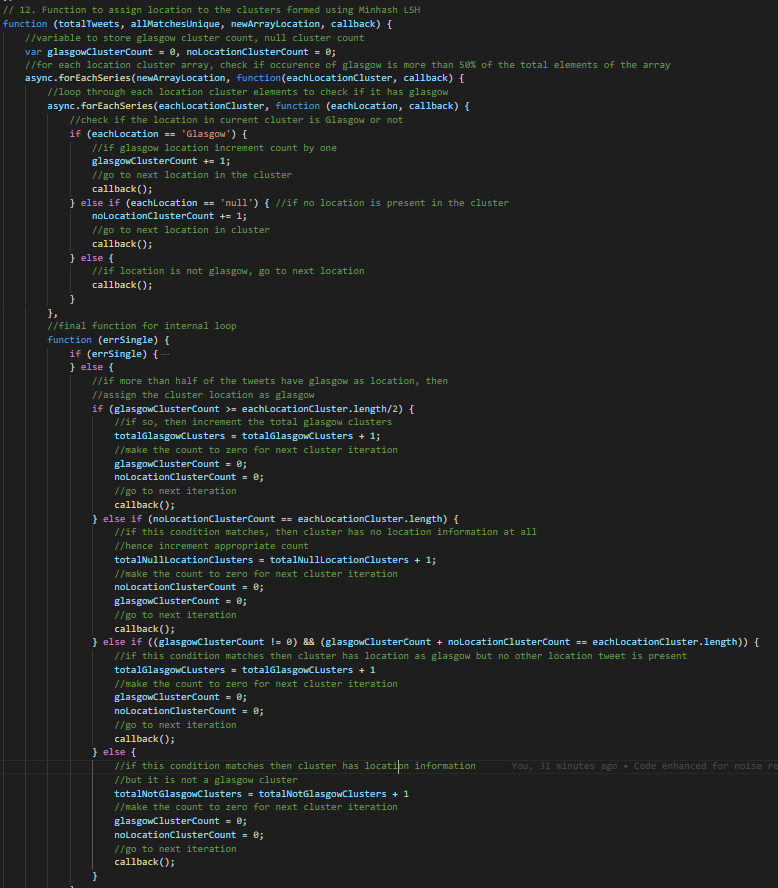 // 12. Function to assign location to the clusters formed using Minhash LSH
function (totalTweets, allMatchesUnique, newArrayLocation, callback) {
//variable to store glasgow cluster count, null cluster count
var glasgowClusterCount = 0, noLocationClusterCount = 0;
//for each location cluster array, check if occurence of glasgow is more than 50% of the total elements of the array
async.forEachSeries(newArrayLocation, function(eachLocationCluster, callback) {
//loop through each location cluster elements to check if it has glasgow
async.forEachSeries(eachLocationCluster, function (eachLocation, callback) {
//check if the location in current cluster is Glasgow or not
if (eachLocation == 'Glasgow') {
//if glasgow location increment count by one
glasgowClusterCount += 1;
//go to next location in the cluster
callback();
} else if (eachLocation == 'null') { //if no location is present in the cluster
noLocationClusterCount += 1;
//go to next location in cluster
callback();
} else {
//if location is not glasgow, go to next location
callback();
}
},
//final function for internal loop
function (errSingle) {
if (errSingle) { ...
} else {
//if more than half of the tweets have glasgow as location, then
//assign the cluster location as glasgow
if (glasgowClusterCount >= eachLocationCluster.length/2) {
//if so, then increment the total glasgow clusters
totalGlasgowCLusters = totalGlasgowCLusters + 1;
//make the count to zero for next cluster iteration
glasgowClusterCount = 0;
noLocationClusterCount = 0;
//go to next iteration
callback();
} else if (noLocationClusterCount == eachLocationCluster.length) {
//if this condition matches, then cluster has no location information at all
//hence increment appropriate count
totalNullLocationClusters = totalNullLocationClusters + 1;
//make the count to zero for next cluster iteration
noLocationClusterCount = 0;
glasgowClusterCount = 0;
//go to next iteration
callback();
} else if ((glasgowClusterCount != 0) && (glasgowClusterCount + noLocationClusterCount == eachLocationCluster.length)) {
//if this condition matches then cluster has location as glasgow but no other location tweet is present
totalGlasgowCLusters = totalGlasgowCLusters + 1
//make the count to zero for next cluster iteration
glasgowClusterCount = 0;
noLocationClusterCount = 0;
//go to next iteration
callback();
} else {
//if this condition matches then cluster has location information You, 31 minutes ago • Code enhanced for noise re
//but it is not a glasgow cluster
totalNotGlasgowClusters = totalNotGlasgowClusters + 1
//make the count to zero for next cluster iteration
glasgowClusterCount = 0;
noLocationClusterCount = 0;
//go to next iteration
callback();
}